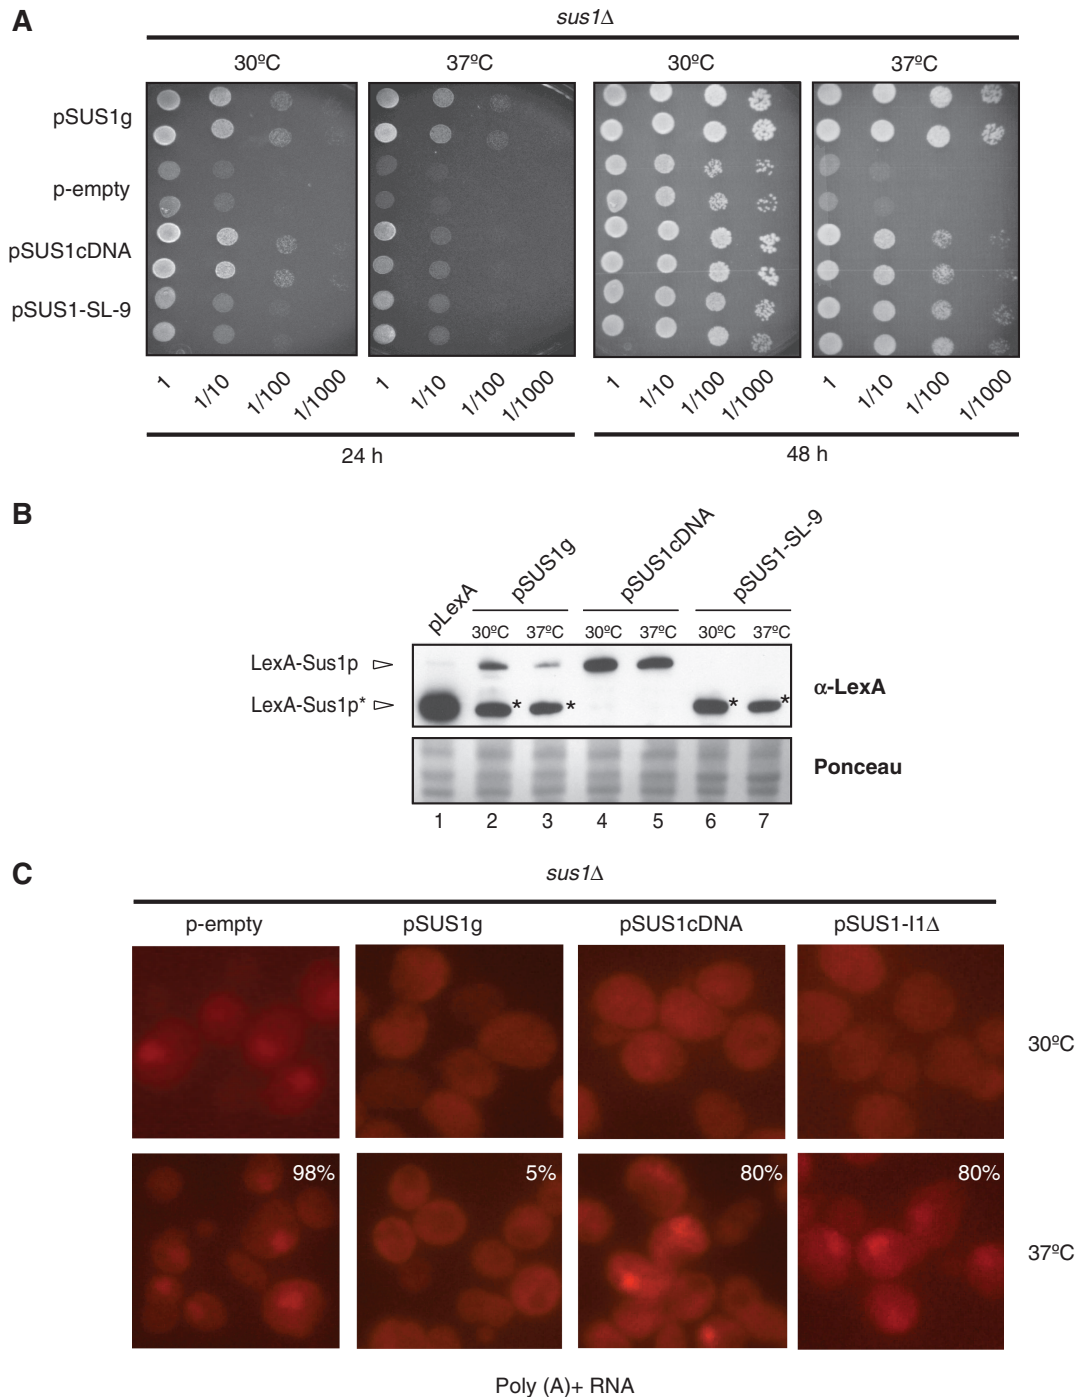 A
sus1Δ
30ºC 37ºC 30ºC 37ºC
pSUS1g
p-empty
pSUS1cDNA
pSUS1-SL-9
1 1/10 1/100 1/1000 1 1/10 1/100 1/1000 1 1/10 1/100 1/1000 1 1/10 1/100 1/1000
24 h 48 h
B
pLexA pSUS1g pSUS1cDNA pSUS1-SL-9
30ºC 37ºC 30ºC 37ºC 30ºC 37ºC
LexA-Sus1p
LexA-Sus1p*
* * * *
α-LexA
Ponceau
1 2 3 4 5 6 7
C
sus1Δ
p-empty pSUS1g pSUS1cDNA pSUS1-I1Δ
30ºC
98% 5% 80% 80%
37ºC
Poly (A)+ RNA